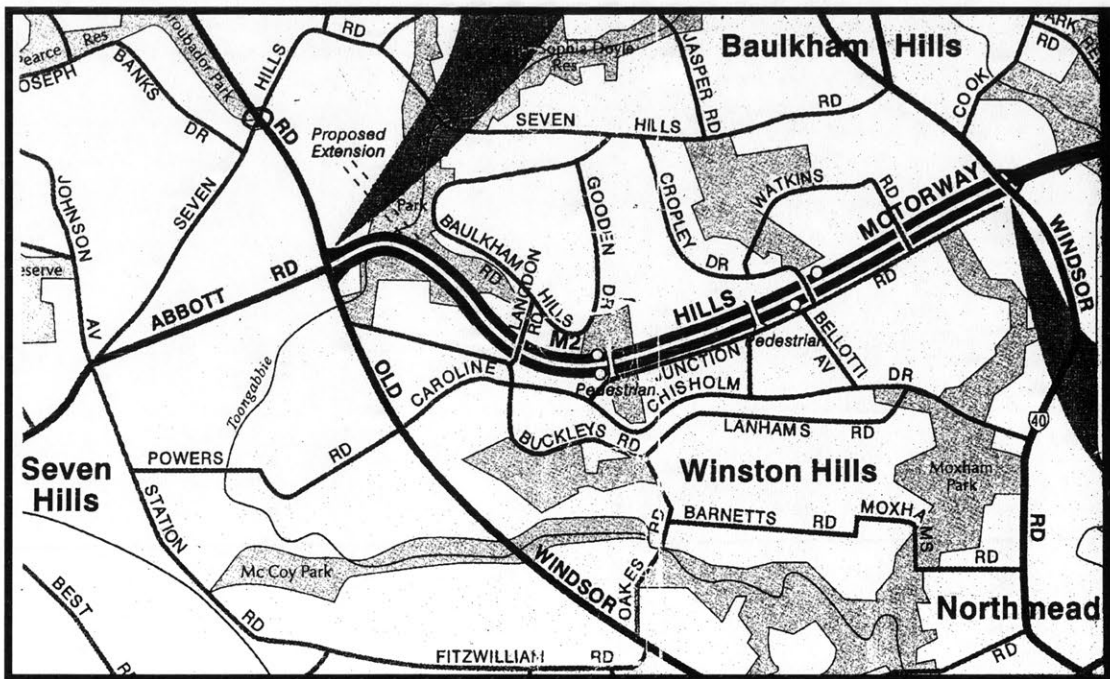 Pearce Res
Troubador Park
JOSEPH
BANKS
DR
HILLS
RD
RD
Sophia Doyle
Res
JASPER RD
Baulkham Hills
PARK
RD
COOK
SEVEN HILLS RD
Proposed
Extension
Park
JOHNSON
AV
SEVEN
ABBOTT RD
BAULKHAM
HILLS
RD
LANGDON
RD
GOODEN
DR
CROPLEY
DR
WATKINS
RD
M2
HILLS MOTORWAY
WINDSOR
RD
Pedestrian
Pedestrian
JUNCTION
RD
BELLOTTI
AV
CHISHOLM
DR
Toongabbie
OLD
CAROLINE
BUCKLEYS RD
LANHAMS RD
40
Seven
Hills
POWERS
RD
STATION
RD
Winston Hills
Moxham
Park
BARNETTS RD
MOXHAMS
RD
Mc Coy Park
WINDSOR
OAKES
RD
BEST
Northmead
FITZWILLIAM RD
RD